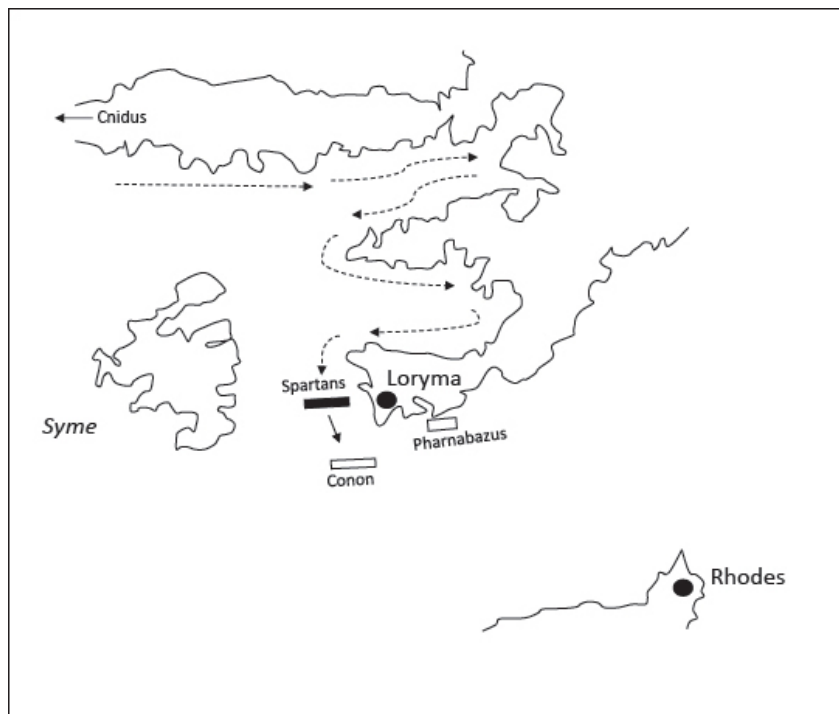 Cnidus
Spartans
Loryma
Syme
Pharnabazus
Conon
Rhodes